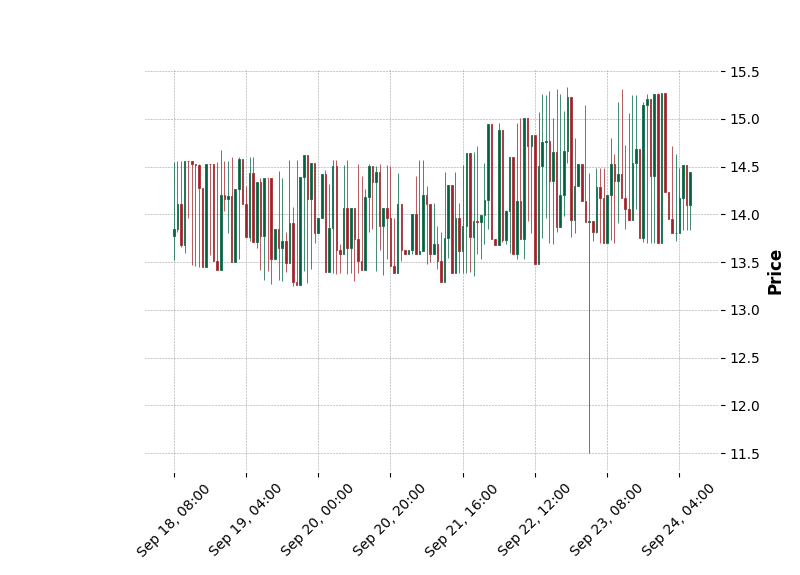 15.5
15.0
14.5
14.0
13.5
13.0
12.5
12.0
11.5
Price
Sep 18, 08:00
Sep 19, 04:00
Sep 20, 00:00
Sep 20, 20:00
Sep 21, 16:00
Sep 22, 12:00
Sep 23, 08:00
Sep 24, 04:00